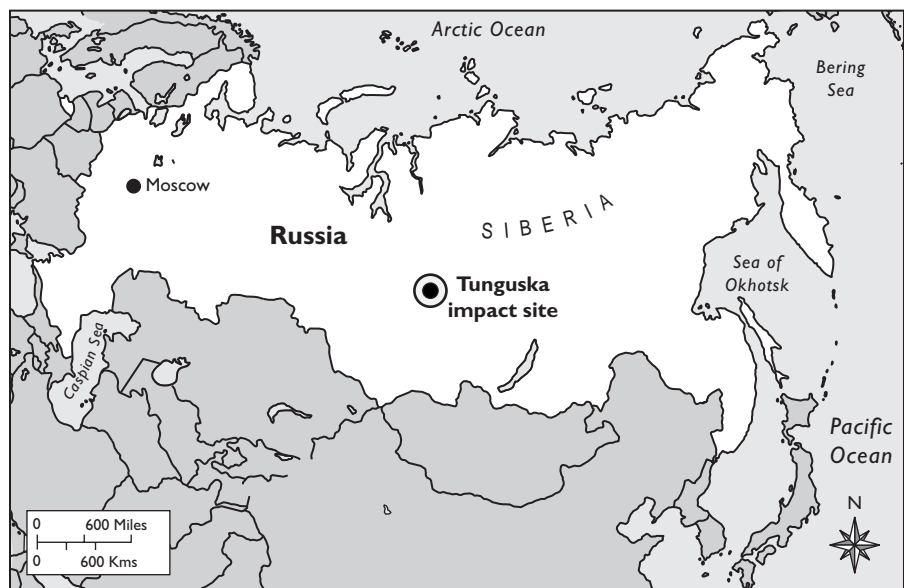 Arctic Ocean
Bering
Sea
Moscow
SIBERIA
Russia
Sea of
Okhotsk
Tunguska
impact site
Caspian Sea
Pacific
Ocean
N
0 600 Miles
0 600 Kms